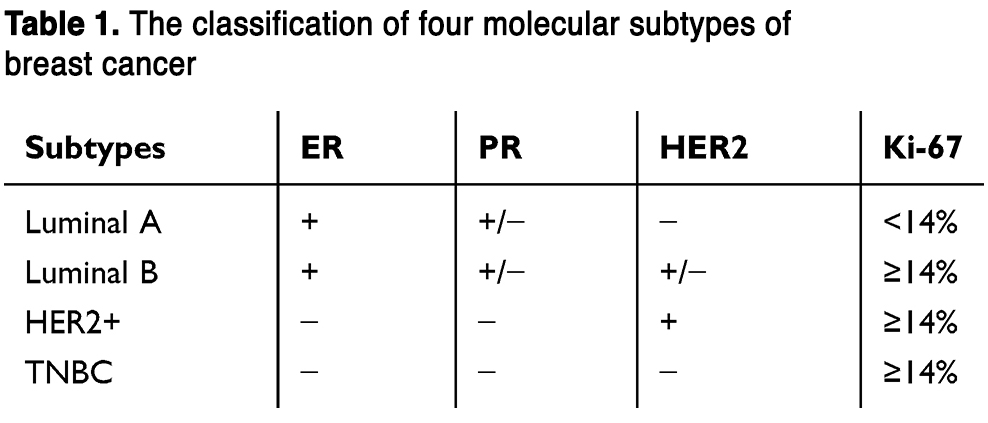 Table 1. The classification of four molecular subtypes of
breast cancer
Subtypes ER PR HER2 Ki-67
Luminal A + +/− − <14%
Luminal B + +/− +/− ≥14%
HER2+ − − + ≥14%
TNBC − − − ≥14%